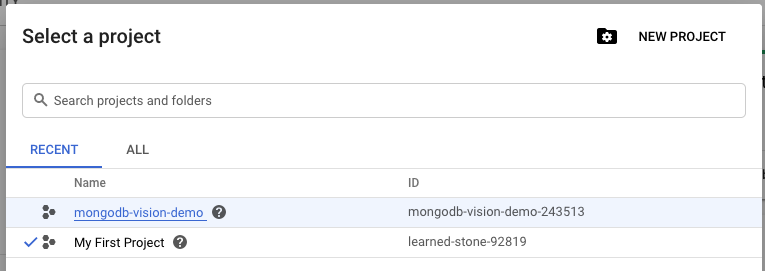 Select a project
NEW PROJECT
Search projects and folders
RECENT ALL
Name ID
mongodb-vision-demo mongodb-vision-demo-243513
My First Project learned-stone-92819